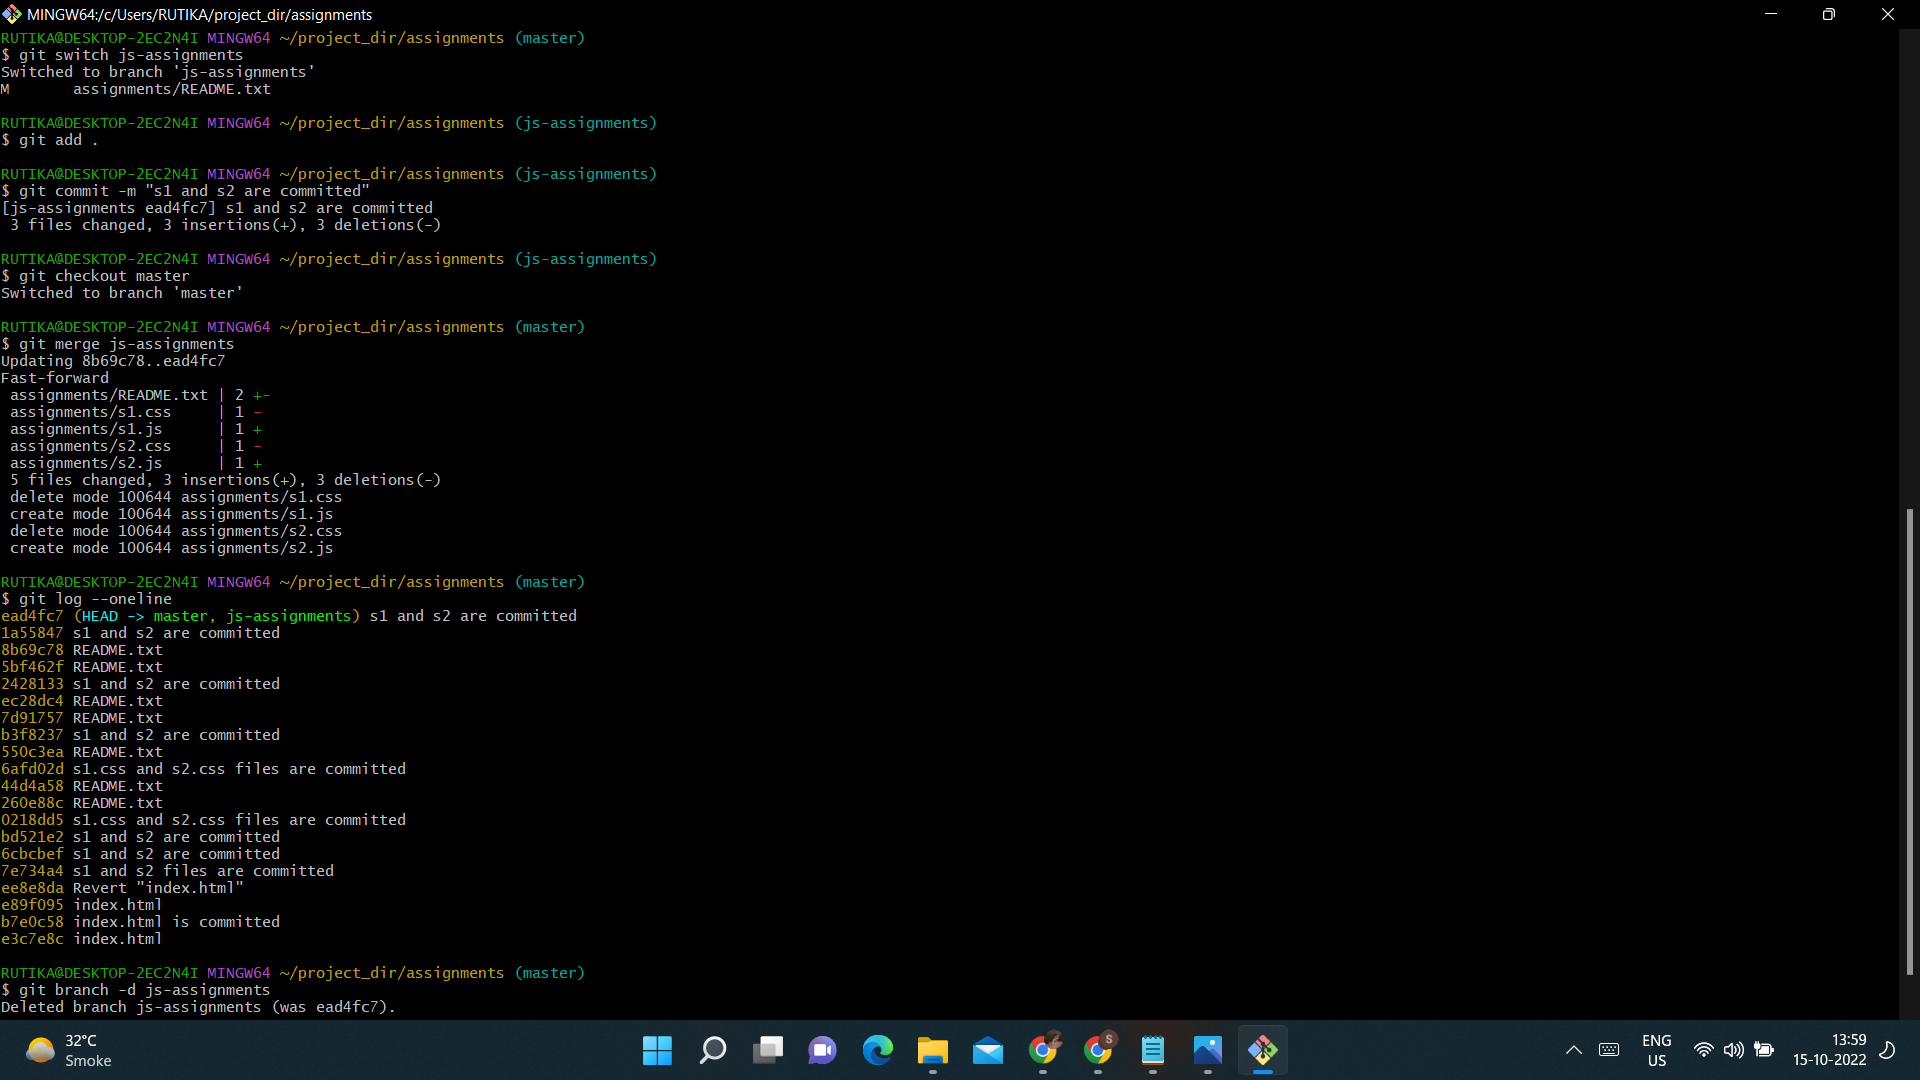 MINGW64:/c/Users/RUTIKA/project_dir/assignments
RUTIKA@DESKTOP-2EC2N4I MINGW64 ~/project_dir/assignments (master)
$ git switch js-assignments
Switched to branch 'js-assignments'
M       assignments/README.txt
RUTIKA@DESKTOP-2EC2N4I MINGW64 ~/project_dir/assignments (js-assignments)
$ git add .
RUTIKA@DESKTOP-2EC2N4I MINGW64 ~/project_dir/assignments (js-assignments)
$ git commit -m "s1 and s2 are committed"
[js-assignments ead4fc7] s1 and s2 are committed
 3 files changed, 3 insertions(+), 3 deletions(-)
RUTIKA@DESKTOP-2EC2N4I MINGW64 ~/project_dir/assignments (js-assignments)
$ git checkout master
Switched to branch 'master'
RUTIKA@DESKTOP-2EC2N4I MINGW64 ~/project_dir/assignments (master)
$ git merge js-assignments
Updating 8b69c78..ead4fc7
Fast-forward
 assignments/README.txt | 2 +-
 assignments/s1.css     | 1 -
 assignments/s1.js      | 1 +
 assignments/s2.css     | 1 -
 assignments/s2.js      | 1 +
 5 files changed, 3 insertions(+), 3 deletions(-)
 delete mode 100644 assignments/s1.css
 create mode 100644 assignments/s1.js
 delete mode 100644 assignments/s2.css
 create mode 100644 assignments/s2.js
RUTIKA@DESKTOP-2EC2N4I MINGW64 ~/project_dir/assignments (master)
$ git log --oneline
ead4fc7 (HEAD -> master, js-assignments) s1 and s2 are committed
1a55847 s1 and s2 are committed
8b69c78 README.txt
5bf462f README.txt
2428133 s1 and s2 are committed
ec28dc4 README.txt
7d91757 README.txt
b3f8237 s1 and s2 are committed
550c3ea README.txt
6afd02d s1.css and s2.css files are committed
44d4a58 README.txt
260e88c README.txt
0218dd5 s1.css and s2.css files are committed
bd521e2 s1 and s2 are committed
6cbcbef s1 and s2 are committed
7e734a4 s1 and s2 files are committed
ee8e8da Revert "index.html"
e89f095 index.html
b7e0c58 index.html is committed
e3c7e8c index.html
RUTIKA@DESKTOP-2EC2N4I MINGW64 ~/project_dir/assignments (master)
$ git branch -d js-assignments
Deleted branch js-assignments (was ead4fc7).
32°C
Smoke
S
ENG
US
13:59
15-10-2022